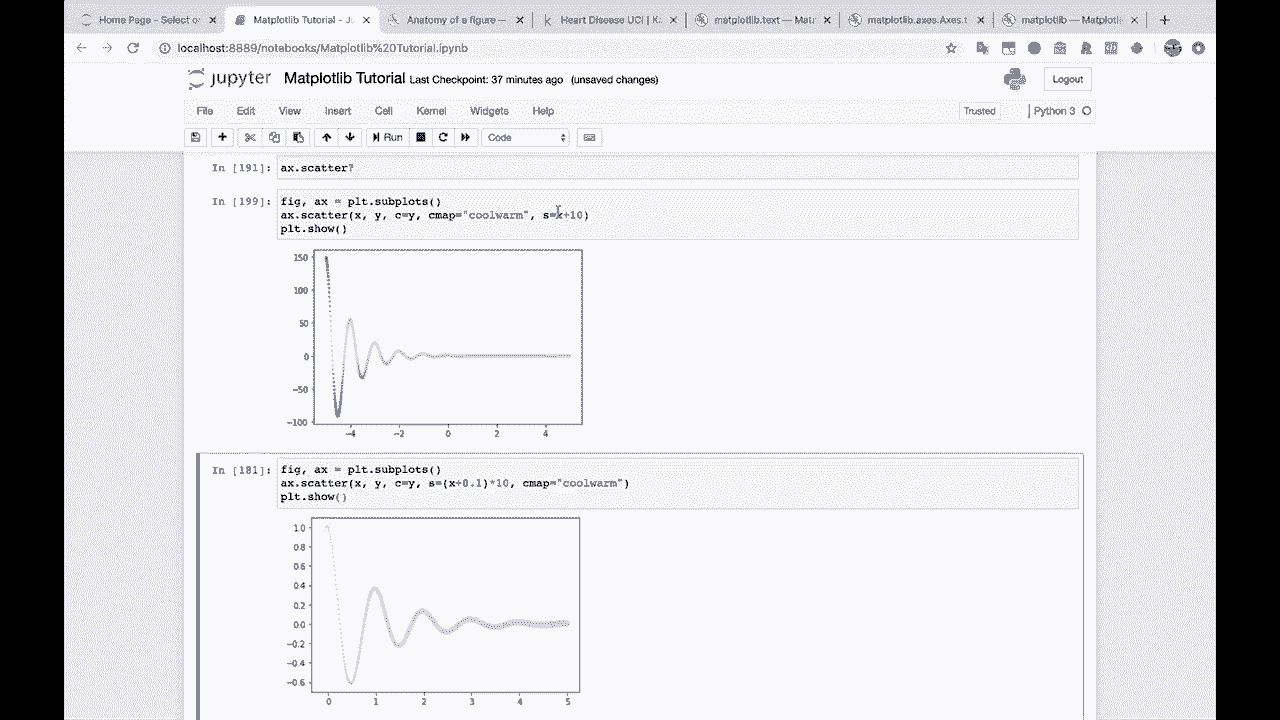 Home Page - Select o
Matplotlib Tutorial - Ju
Anatomy of a figure —
Heart Disease UCI | K
matplotlib.text — Mat
matplotlib.axes.Axes.t
matplotlib — Matplotli
localhost:8889/notebooks/Matplotlib%20Tutorial.ipynb
jupyter Matplotlib Tutorial Last Checkpoint: 37 minutes ago (unsaved changes)
Logout
File Edit View Insert Cell Kernel Widgets Help
Trusted
Python 3
Run
Code
In [191]: ax.scatter?
In [199]: fig, ax = plt.subplots()
ax.scatter(x, y, c=y, cmap="coolwarm", s=x+10)
plt.show()
150
100
50
0
−50
−100
−4 −2 0 2 4
In [181]: fig, ax = plt.subplots()
ax.scatter(x, y, c=y, s=(x+0.1)*10, cmap="coolwarm")
plt.show()
1.0
0.8
0.6
0.4
0.2
0.0
−0.2
−0.4
−0.6
0 1 2 3 4 5